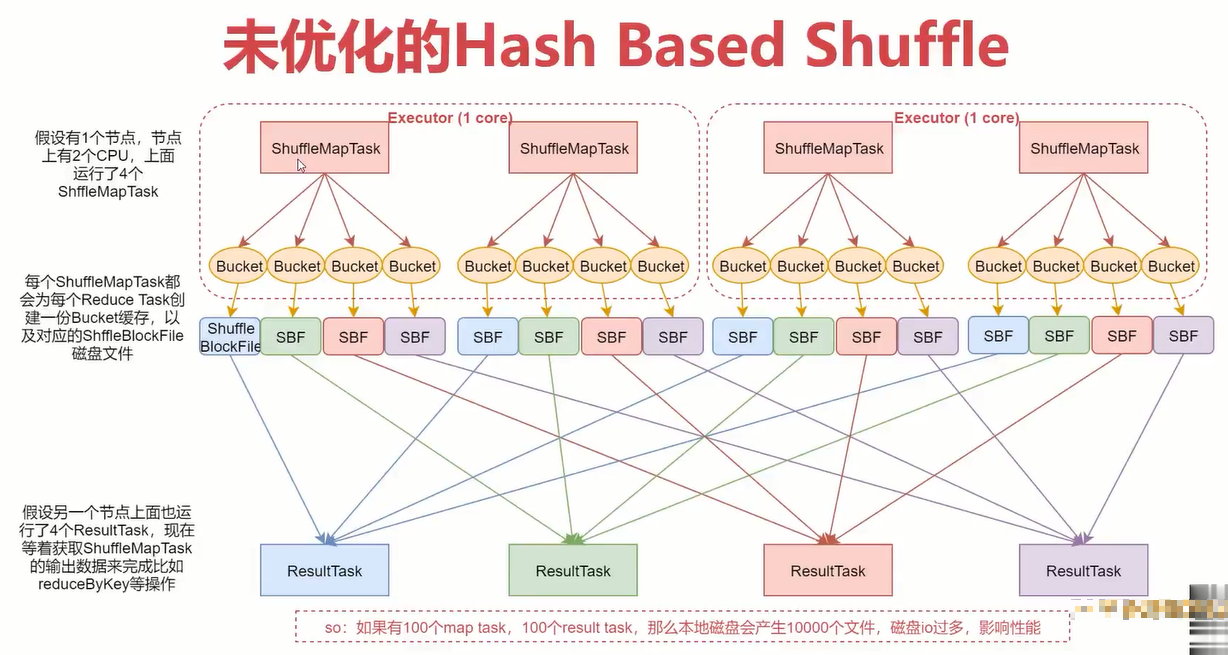 未优化的Hash Based Shuffle
假设有1个节点，节点
上有2个CPU，上面
运行了4个
ShffleMapTask
Executor (1 core)
Executor (1 core)
ShuffleMapTask
ShuffleMapTask
ShuffleMapTask
ShuffleMapTask
Bucket Bucket Bucket Bucket
Bucket Bucket Bucket Bucket
Bucket Bucket Bucket Bucket
Bucket Bucket Bucket Bucket
每个ShuffleMapTask都
会为每个Reduce Task创
建一份Bucket缓存，以
及对应的ShffleBlockFile
磁盘文件
Shuffle
BlockFile
SBF SBF SBF
SBF SBF SBF SBF
SBF SBF SBF SBF
SBF SBF SBF SBF
假设另一个节点上面也运
行了4个ResultTask，现在
等着获取ShuffleMapTask
的输出数据来完成比如
reduceByKey等操作
ResultTask
ResultTask
ResultTask
ResultTask
so：如果有100个map task，100个result task，那么本地磁盘会产生10000个文件，磁盘io过多，影响性能